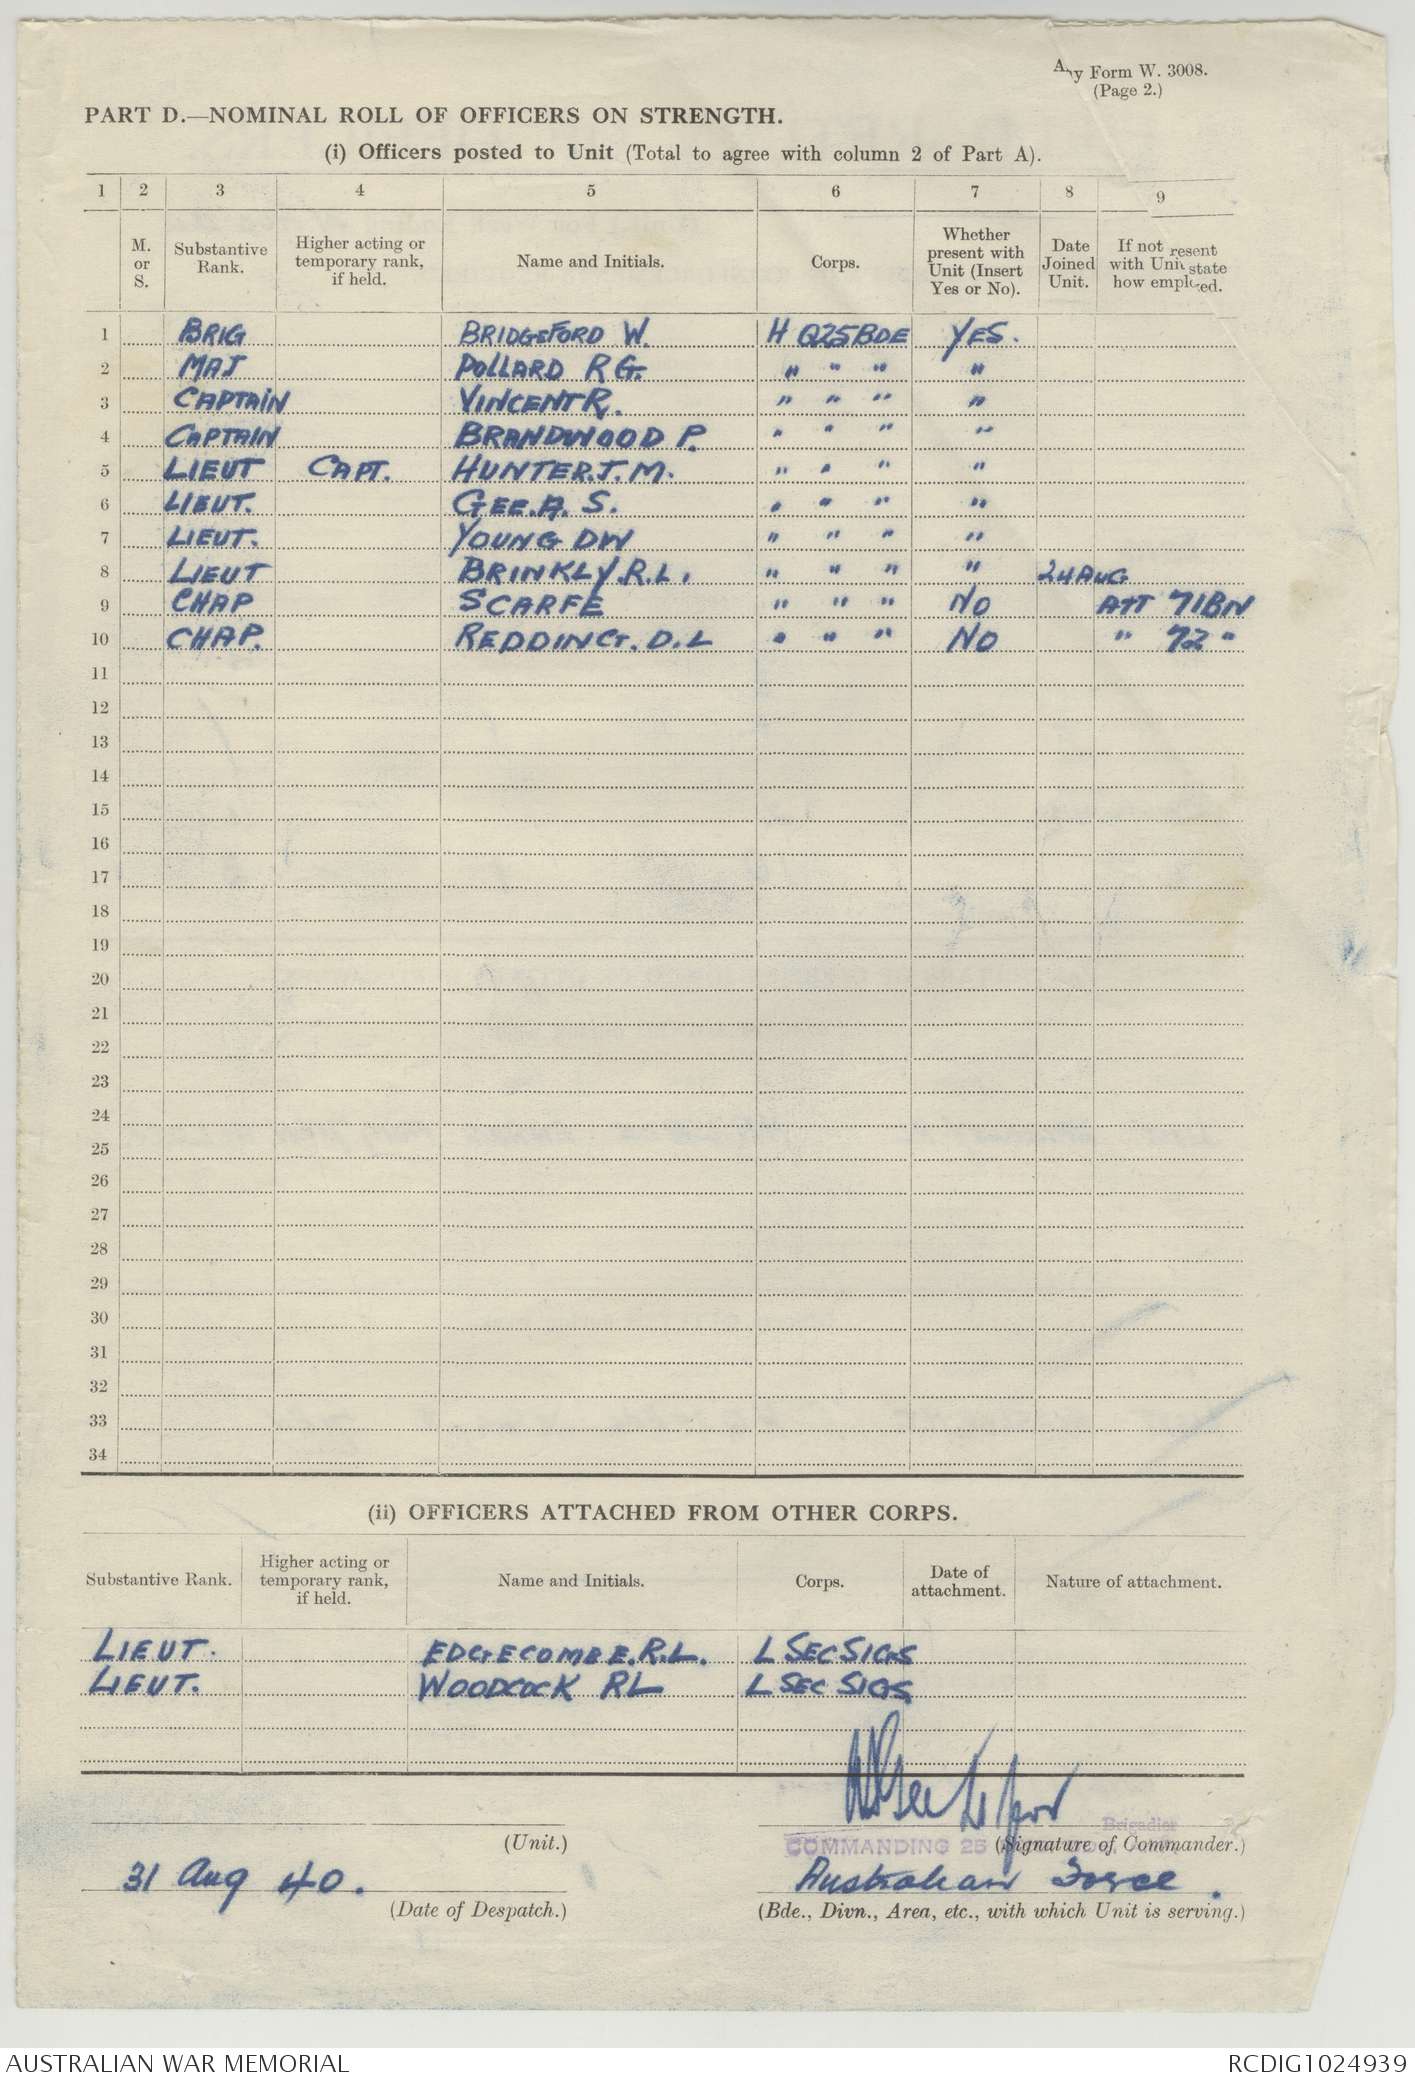 Army Form W. 3008.
(Page 2.)
PART D.—NOMINAL ROLL OF OFFICERS ON STRENGTH.
(i) Officers posted to Unit (Total to agree with column 2 of Part A).
1 2 3 4 5 6 7 8 9
M. or S. Substantive Rank. Higher acting or temporary rank, if held. Name and Initials. Corps. Whether present with Unit (Insert Yes or No). Date Joined Unit. If not present with Unit state how employed.
1 BRIG BRIDGEFORD W. H Q25 BDE YES.
2 MAJ POLLARD R G. " " " "
3 CAPTAIN VINCENT R. " " " "
4 CAPTAIN BRANDWOOD P. " " " "
5 LIEUT CAPT. HUNTER.J.M. " " " "
6 LIEUT. GEE.A. S. " " " "
7 LIEUT. YOUNG DW " " " "
8 LIEUT BRINKLY.R.L. " " " " 24 AUG
9 CHAP SCARFE " " " NO ATT 71BN
10 CHAP. REDDING. D.L " " " NO " 72 "
11
12
13
14
15
16
17
18
19
20
21
22
23
24
25
26
27
28
29
30
31
32
33
34
(ii) OFFICERS ATTACHED FROM OTHER CORPS.
Substantive Rank. Higher acting or temporary rank, if held. Name and Initials. Corps. Date of attachment. Nature of attachment.
LIEUT. EDGECOMBE.R.L. L SEC SIGS
LIEUT. WOODCOCK RL L SEC SIGS
Brigadier
(Unit.) (Signature of Commander.)
COMMANDING 25
31 Aug 40. Australian Force.
(Date of Despatch.) (Bde., Divn., Area, etc., with which Unit is serving.)
AUSTRALIAN WAR MEMORIAL RCDIG1024939